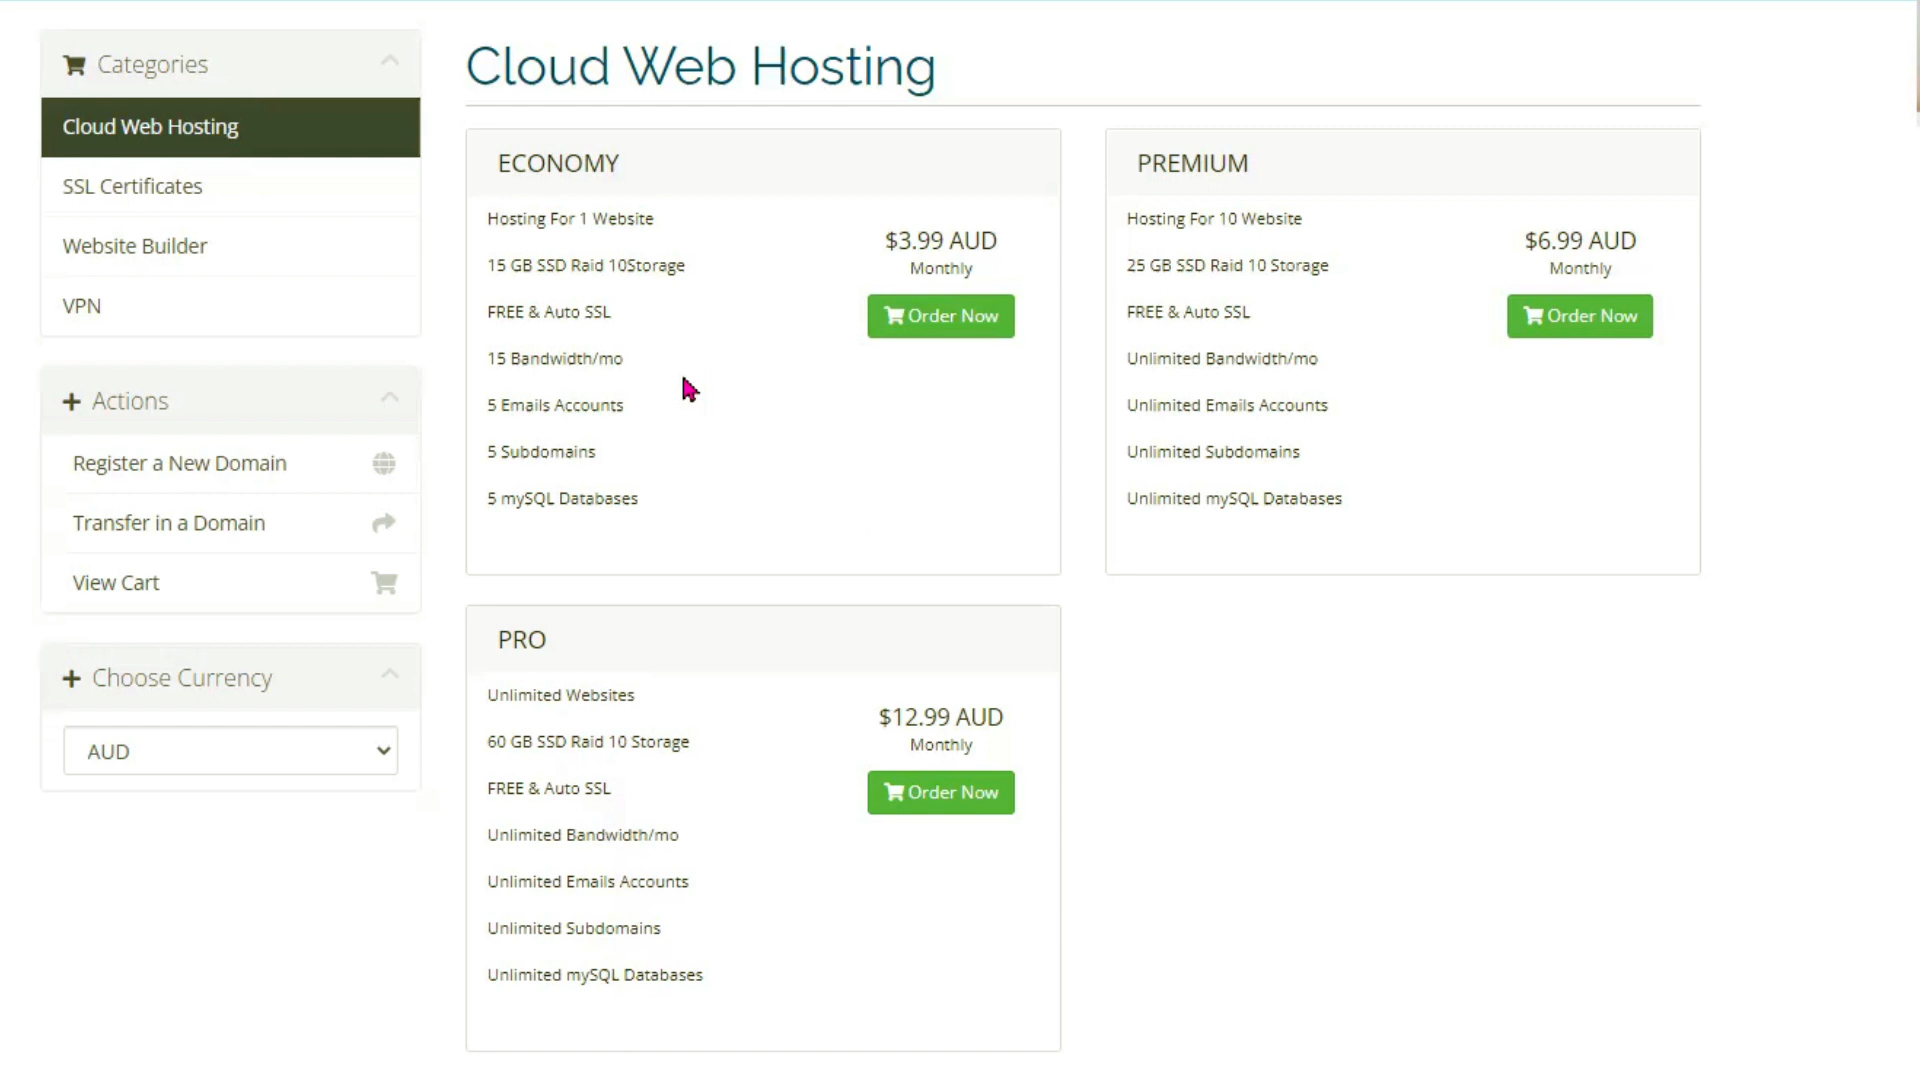 Categories
Cloud Web Hosting
SSL Certificates
Website Builder
VPN
Actions
Register a New Domain
Transfer in a Domain
View Cart
Choose Currency
AUD
Cloud Web Hosting
ECONOMY
Hosting For 1 Website
15 GB SSD Raid 10Storage
FREE & Auto SSL
15 Bandwidth/mo
5 Emails Accounts
5 Subdomains
5 mySQL Databases
$3.99 AUD
Monthly
Order Now
PREMIUM
Hosting For 10 Website
25 GB SSD Raid 10 Storage
FREE & Auto SSL
Unlimited Bandwidth/mo
Unlimited Emails Accounts
Unlimited Subdomains
Unlimited mySQL Databases
$6.99 AUD
Monthly
Order Now
PRO
Unlimited Websites
60 GB SSD Raid 10 Storage
FREE & Auto SSL
Unlimited Bandwidth/mo
Unlimited Emails Accounts
Unlimited Subdomains
Unlimited mySQL Databases
$12.99 AUD
Monthly
Order Now